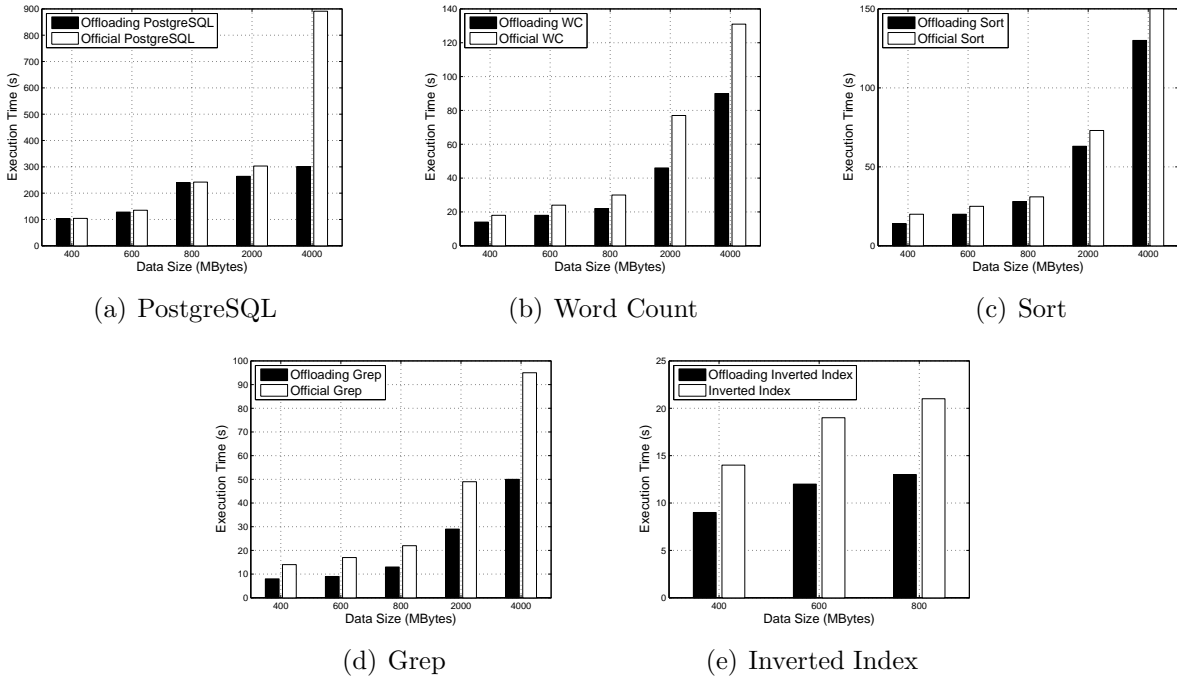 900
800
700
600
500
400
300
200
100
0
Execution Time (s)
Offloading PostgreSQL
Official PostgreSQL
400 600 800 2000 4000
Data Size (MBytes)
(a) PostgreSQL
140
120
100
80
60
40
20
0
Execution Time (s)
Offloading WC
Official WC
400 600 800 2000 4000
Data Size (MBytes)
(b) Word Count
150
100
50
0
Execution Time (s)
Offloading Sort
Official Sort
400 600 800 2000 4000
Data Size (MBytes)
(c) Sort
100
90
80
70
60
50
40
30
20
10
0
Execution Time (s)
Offloading Grep
Official Grep
400 600 800 2000 4000
Data Size (MBytes)
(d) Grep
25
20
15
10
5
0
Execution Time (s)
Offloading Inverted Index
Inverted Index
400 600 800
Data Size (MBytes)
(e) Inverted Index